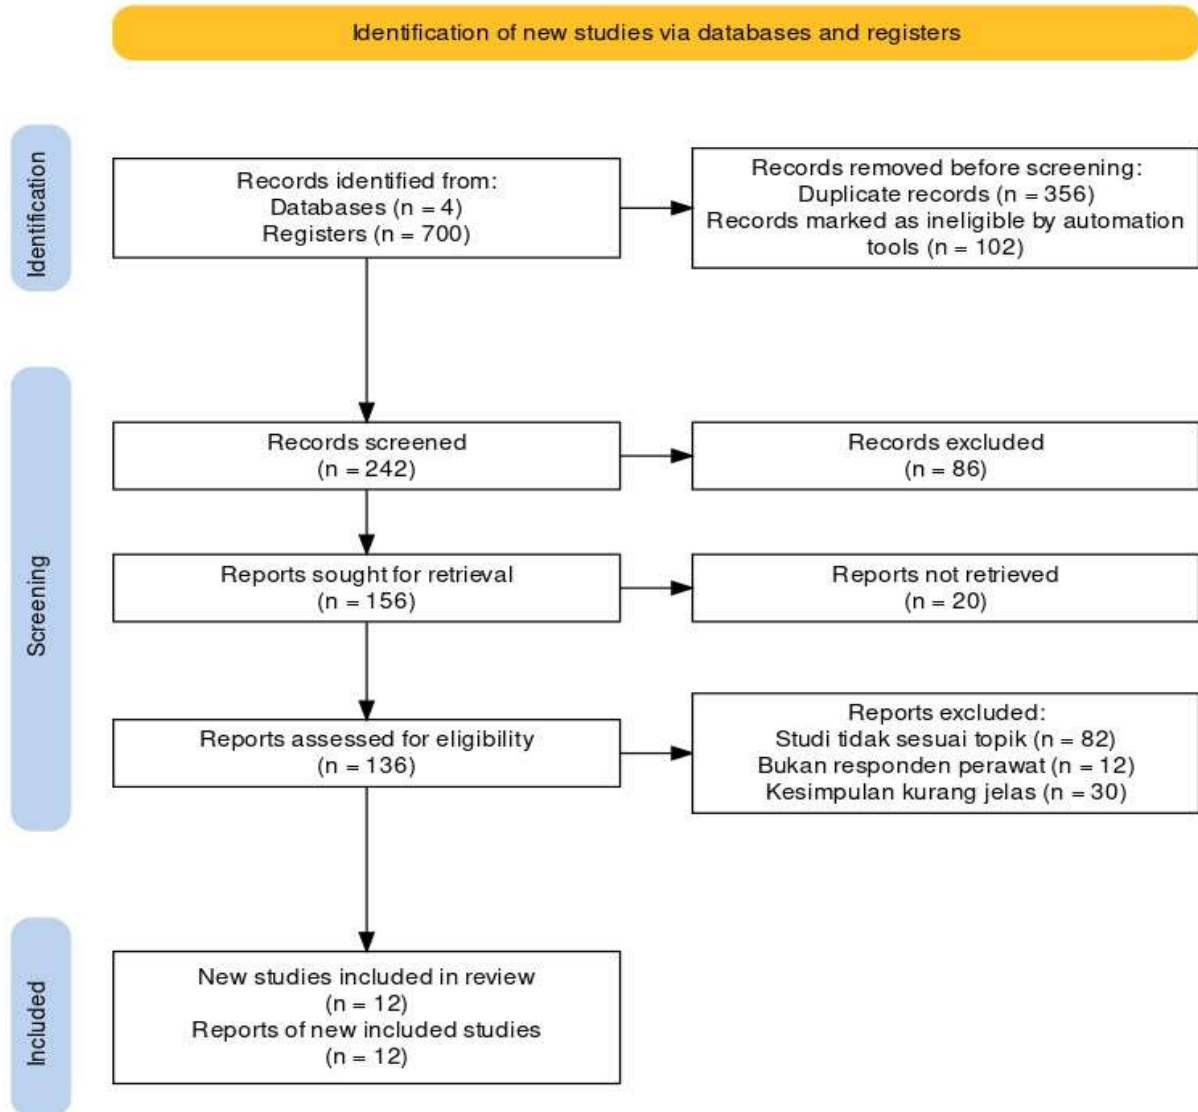 Identification of new studies via databases and registers
Identification
Records identified from:
Databases (n = 4)
Registers (n = 700)
Records removed before screening:
Duplicate records (n = 356)
Records marked as ineligible by automation
tools (n = 102)
Screening
Records screened
(n = 242)
Records excluded
(n = 86)
Reports sought for retrieval
(n = 156)
Reports not retrieved
(n = 20)
Reports assessed for eligibility
(n = 136)
Reports excluded:
Studi tidak sesuai topik (n = 82)
Bukan responden perawat (n = 12)
Kesimpulan kurang jelas (n = 30)
Included
New studies included in review
(n = 12)
Reports of new included studies
(n = 12)